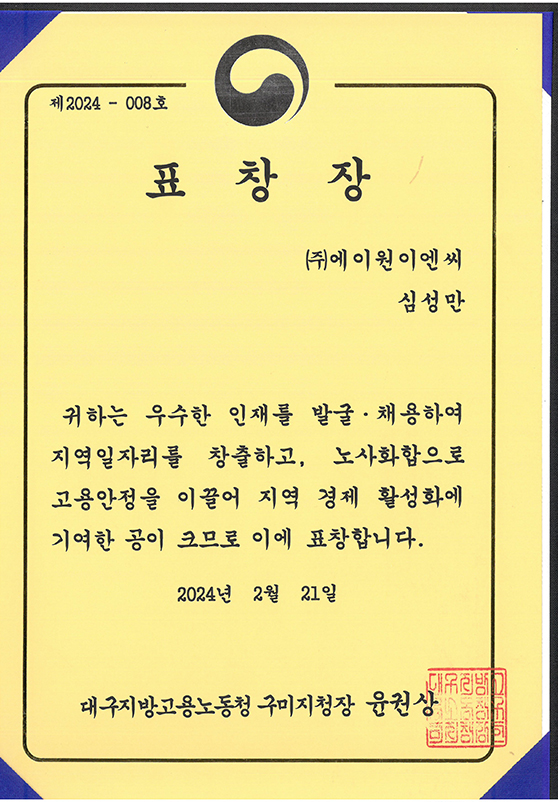 제2024 - 008호
표 창 장
㈜에이원이엔씨
심성만
귀하는 우수한 인재를 발굴·채용하여
지역일자리를 창출하고, 노사화합으로
고용안정을 이끌어 지역 경제 활성화에
기여한 공이 크므로 이에 표창합니다.
2024년 2월 21일
대구지방고용노동청 구미지청장 윤권상